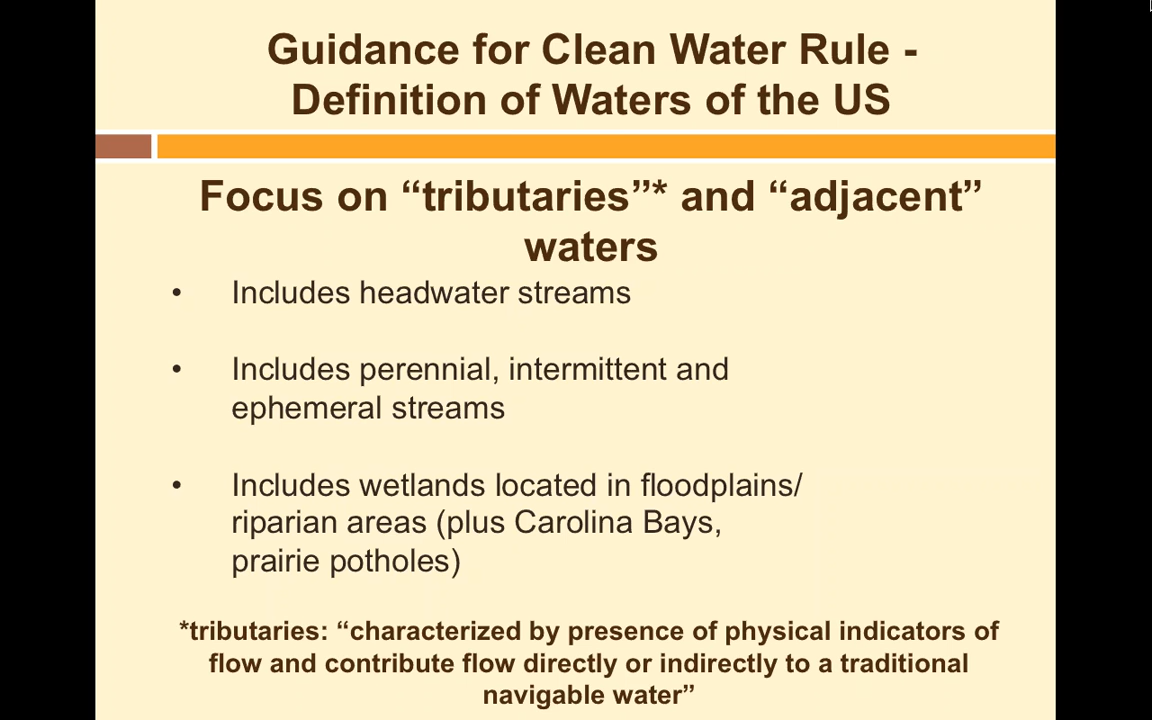 Guidance for Clean Water Rule -
Definition of Waters of the US
Focus on “tributaries”* and “adjacent”
waters
• Includes headwater streams
• Includes perennial, intermittent and
ephemeral streams
• Includes wetlands located in floodplains/
riparian areas (plus Carolina Bays,
prairie potholes)
*tributaries: “characterized by presence of physical indicators of
flow and contribute flow directly or indirectly to a traditional
navigable water”